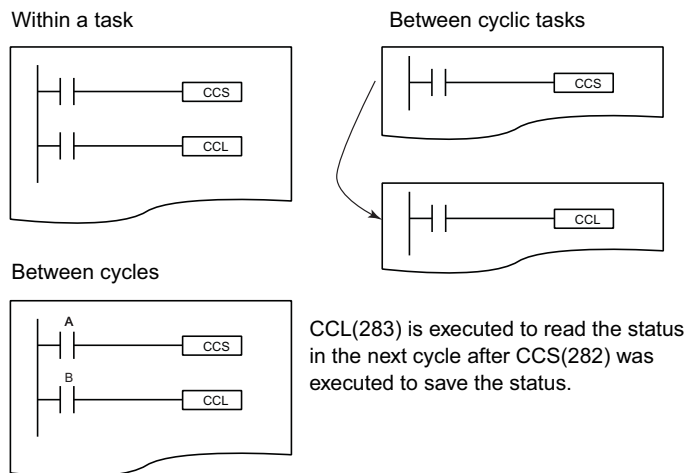 Within a task
CCS
CCL
Between cyclic tasks
CCS
CCL
Between cycles
A
CCS
B
CCL
CCL(283) is executed to read the status
in the next cycle after CCS(282) was
executed to save the status.